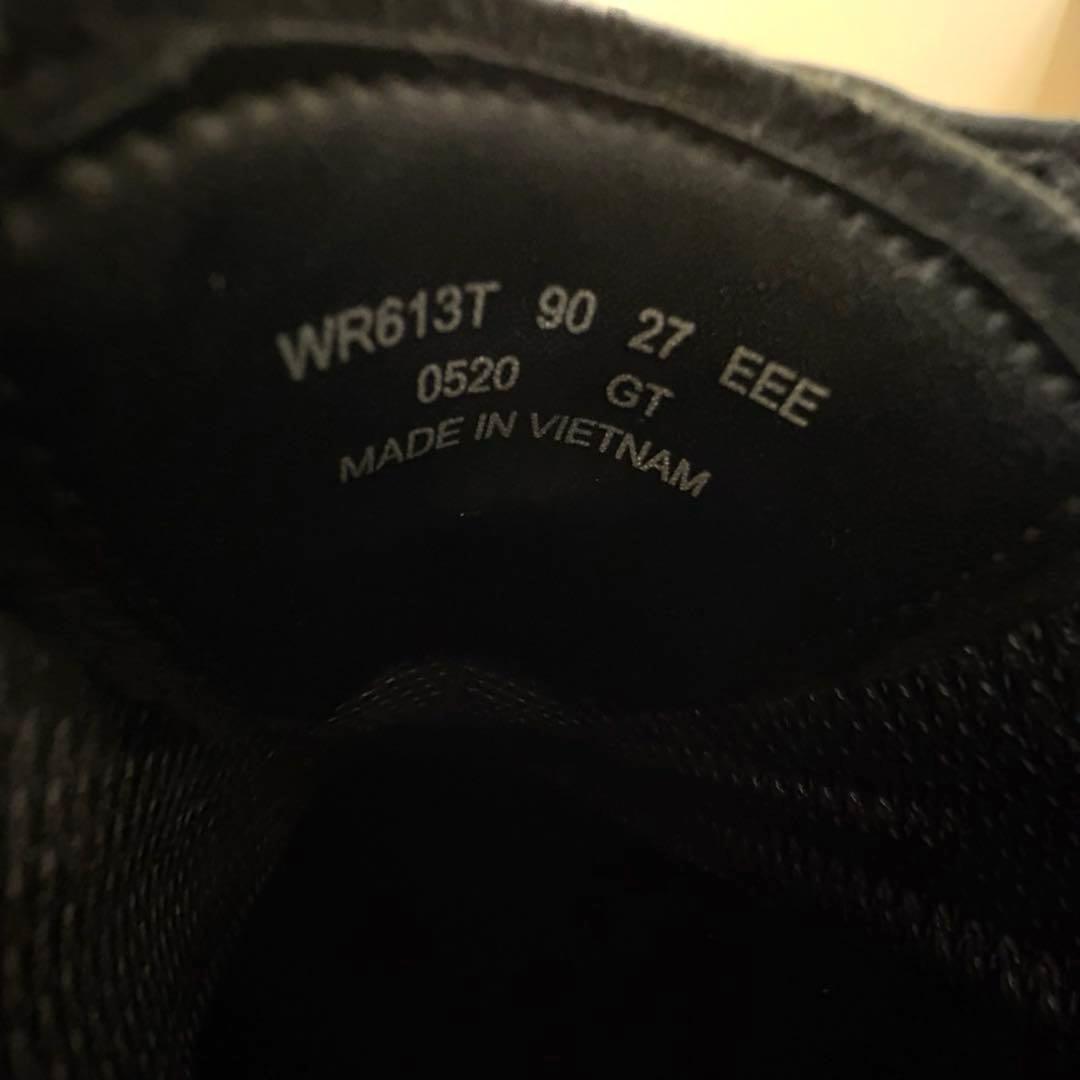 WR613T 90 27 EEE
0520 GT
MADE IN VIETNAM